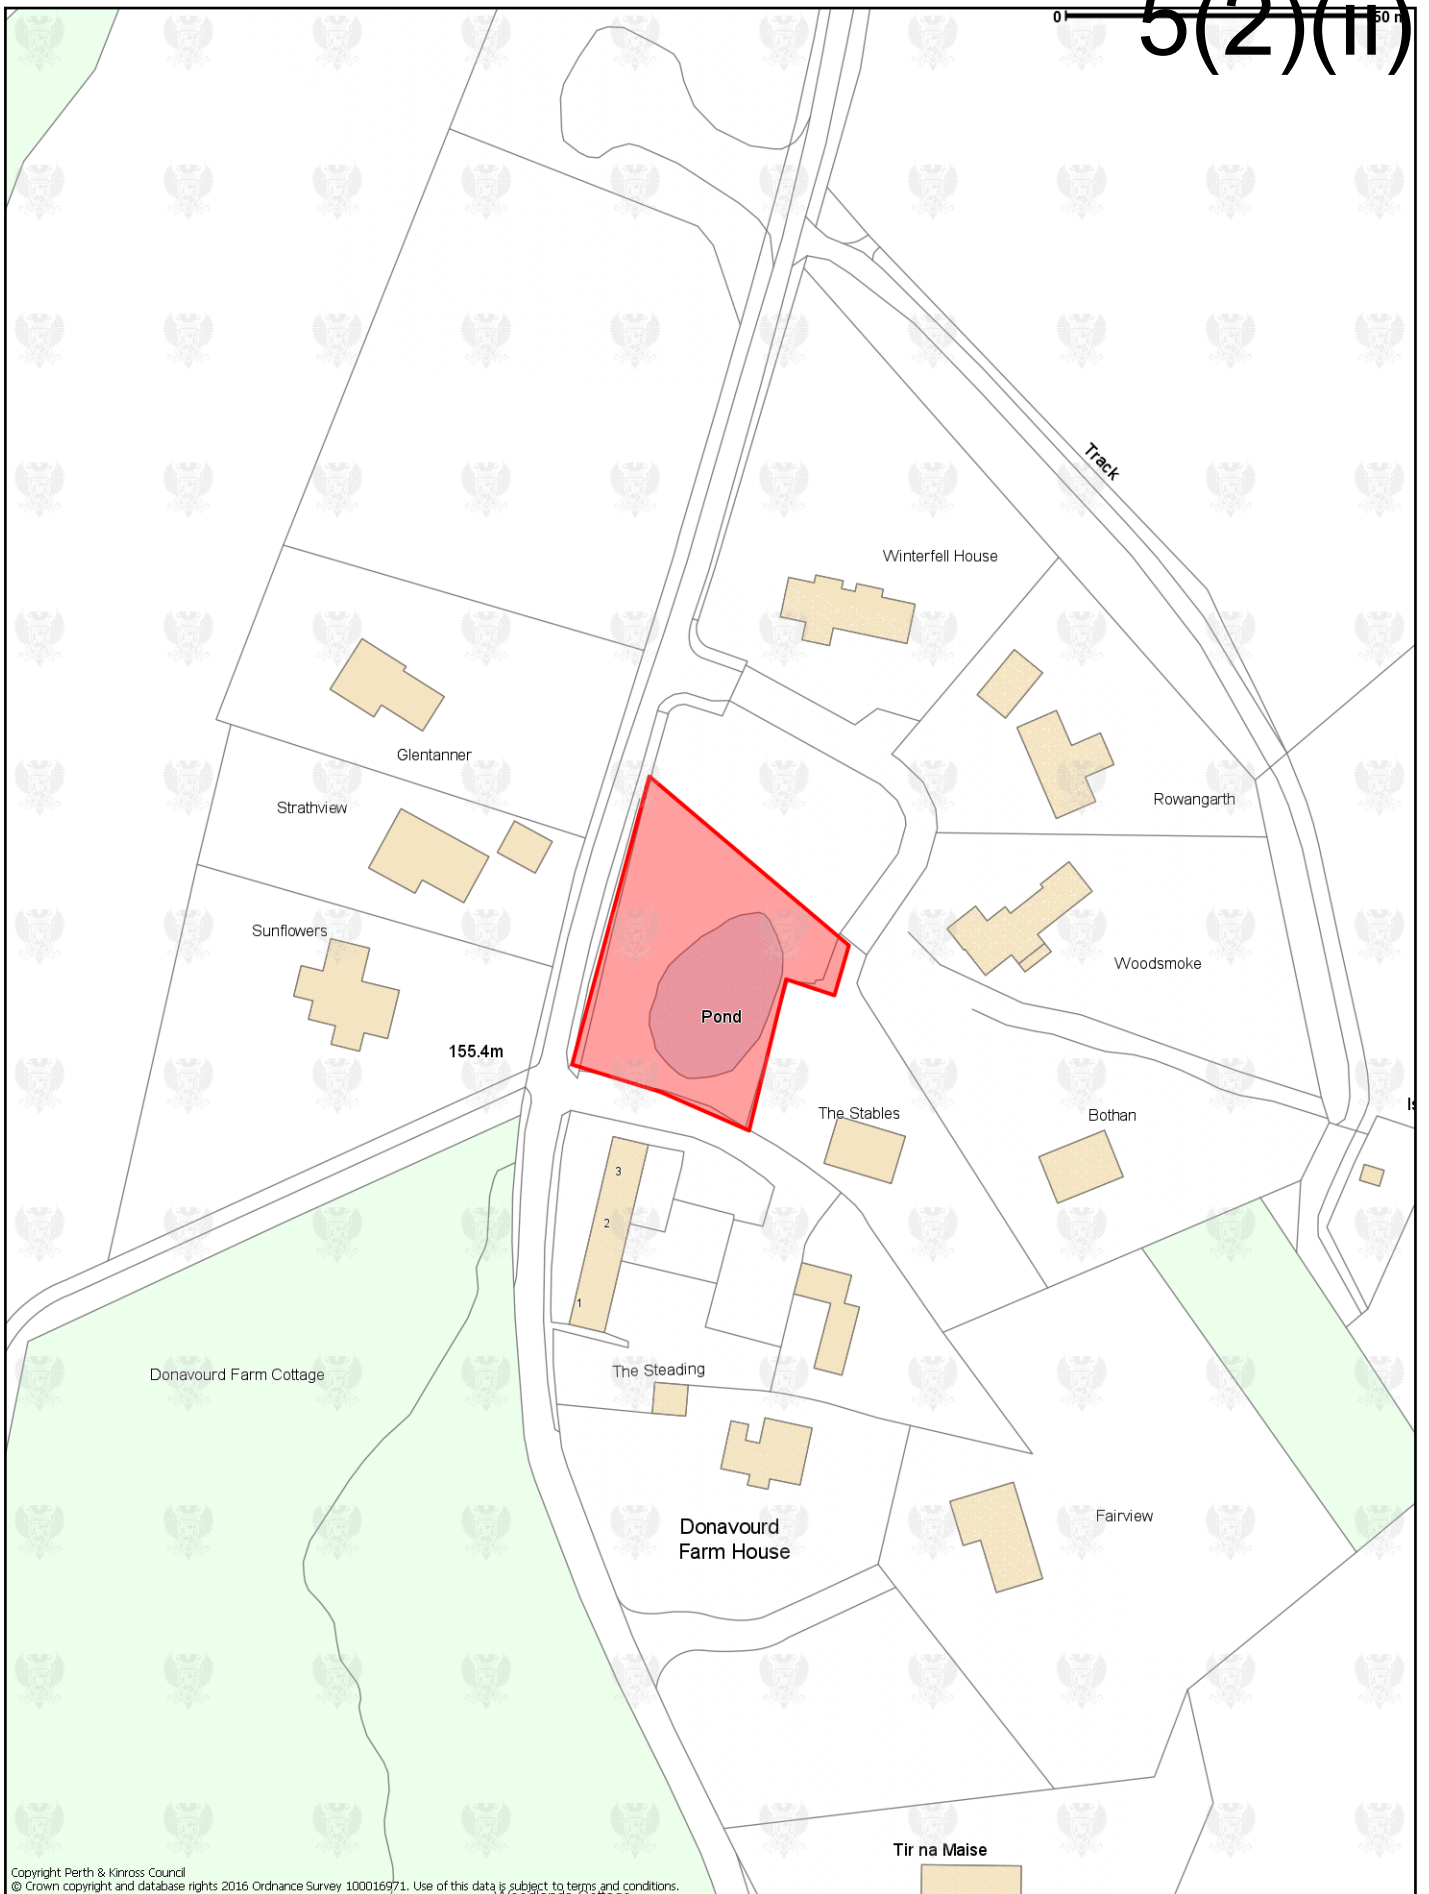 5(2)(ii)
0
50 m
Track
Winterfell House
Glentanner
Strathview
Rowangarth
Sunflowers
Woodsmoke
Pond
155.4m
The Stables
Bothan
3
2
1
The Steading
Donavourd Farm Cottage
Donavourd
Farm House
Fairview
Tir na Maise
Copyright Perth & Kinross Council
© Crown copyright and database rights 2016 Ordnance Survey 100016971. Use of this data is subject to terms and conditions.